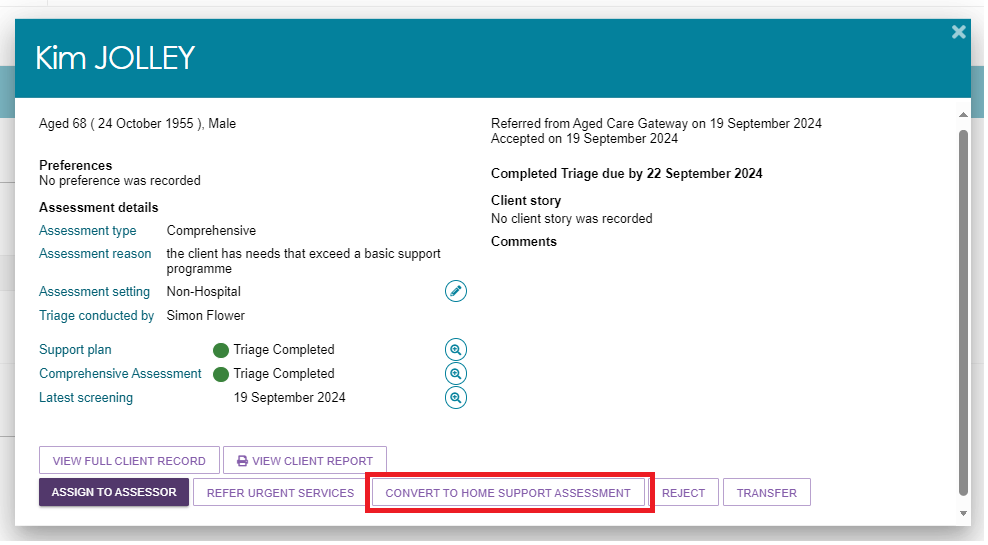 Kim JOLLEY
Aged 68 ( 24 October 1955 ), Male
Preferences
No preference was recorded
Assessment details
Assessment type Comprehensive
Assessment reason the client has needs that exceed a basic support
programme
Assessment setting Non-Hospital
Triage conducted by Simon Flower
Support plan Triage Completed
Comprehensive Assessment Triage Completed
Latest screening 19 September 2024
Referred from Aged Care Gateway on 19 September 2024
Accepted on 19 September 2024
Completed Triage due by 22 September 2024
Client story
No client story was recorded
Comments
VIEW FULL CLIENT RECORD VIEW CLIENT REPORT
ASSIGN TO ASSESSOR REFER URGENT SERVICES CONVERT TO HOME SUPPORT ASSESSMENT REJECT TRANSFER